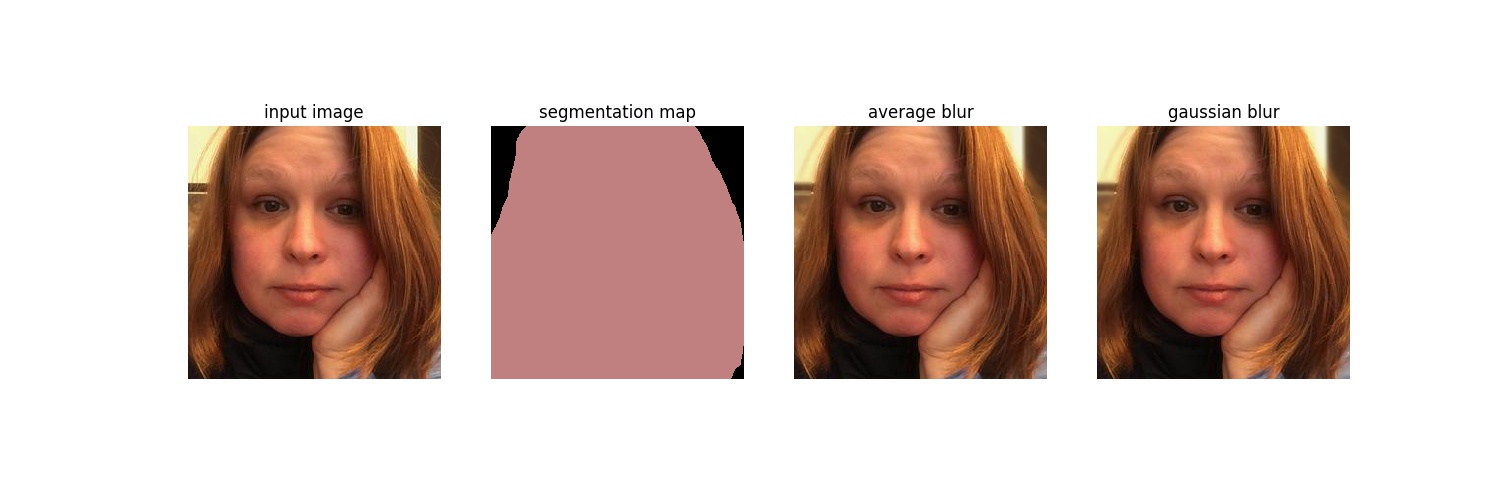 input image
segmentation map
average blur
gaussian blur